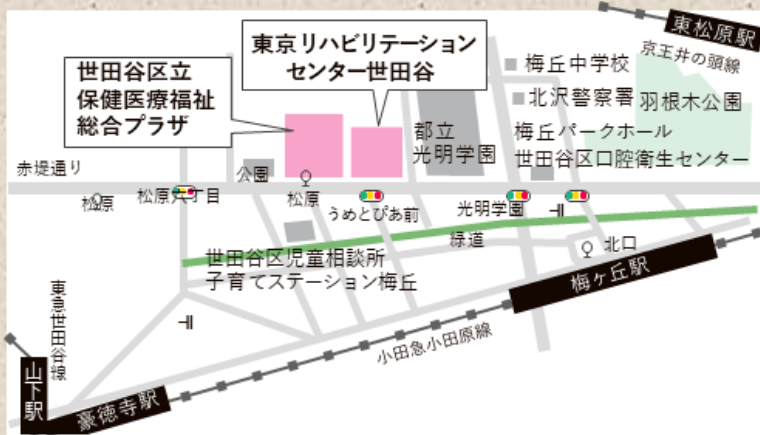 東松原駅
京王井の頭線
東京リハビリテーション
センター世田谷
世田谷区立
保健医療福祉
総合プラザ
梅丘中学校
北沢警察署
羽根木公園
都立
光明学園
梅丘パークホール
世田谷区口腔衛生センター
赤堤通り
公園
松原
松原六丁目
松原
うめとぴあ前
光明学園
緑道
北口
世田谷区児童相談所
子育てステーション梅丘
梅ヶ丘駅
小田急小田原線
東急世田谷線
山下駅
豪徳寺駅